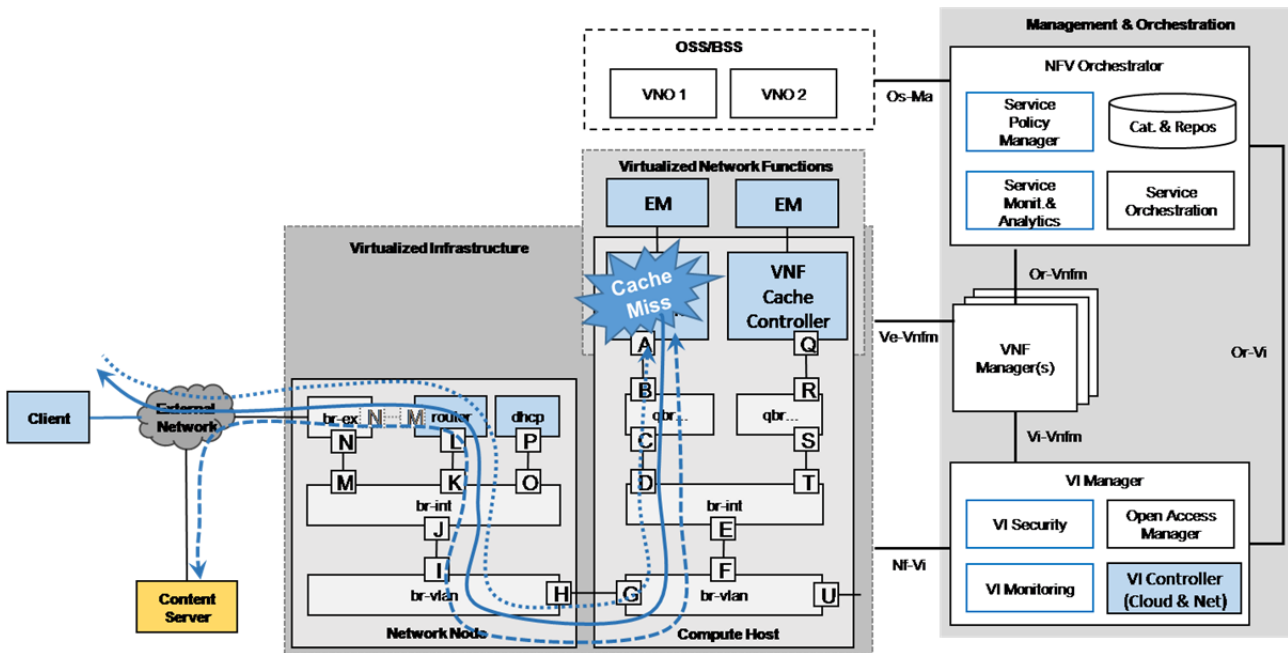 Management & Orchestration
OSS/BSS
VNO 1
VNO 2
Os-Ma
NFV Orchestrator
Service
Policy
Manager
Cat. & Repos
Service
Monit.&
Analytics
Service
Orchestration
Virtualized Network Functions
EM
EM
Virtualized Infrastructure
Cache
Miss
VNF
Cache
Controller
Or-Vnfm
Ve-Vnfm
VNF
Manager(s)
Or-Vi
Vi-Vnfm
A
Q
B
R
qbr...
qbr...
C
S
D
T
br-int
E
F
G
br-vlan
U
Compute Host
Client
External
Network
br-ex
N
M
router
dhcp
N
L
P
M
K
O
br-int
J
I
H
br-vlan
Network Node
Content
Server
Nf-Vi
VI Manager
VI Security
Open Access
Manager
VI Monitoring
VI Controller
(Cloud & Net)